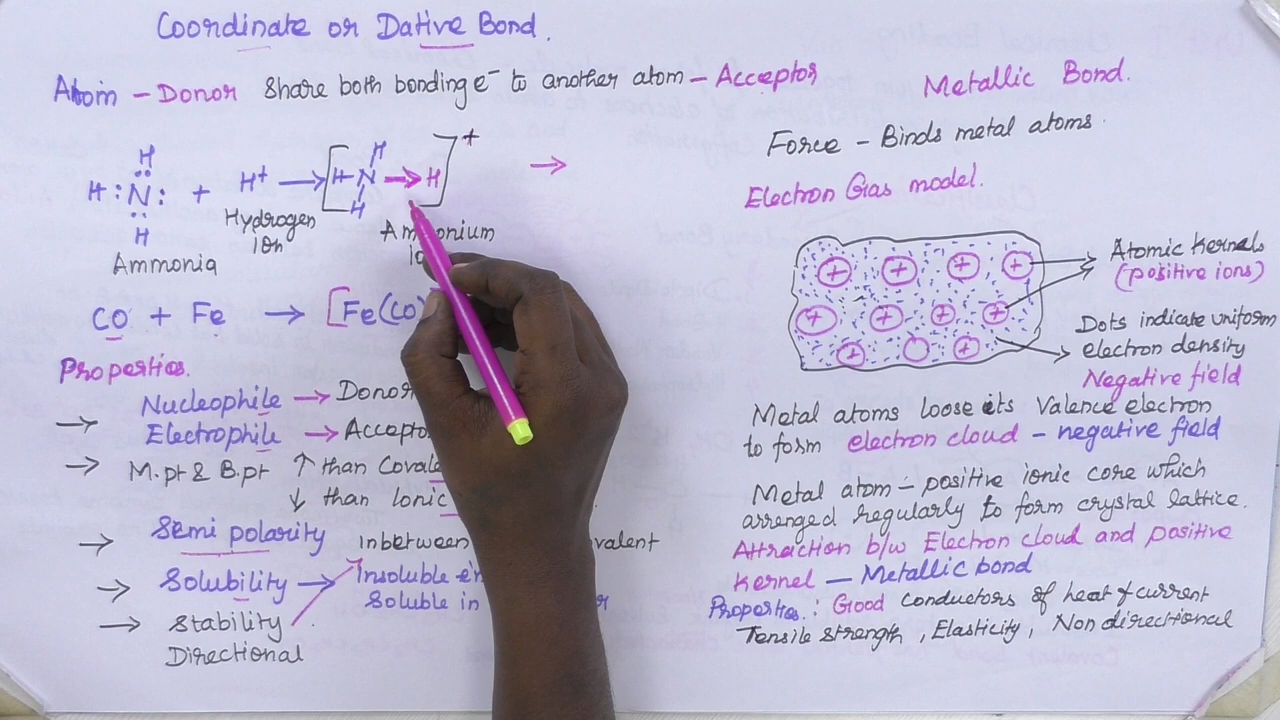 Coordinate or Dative Bond.
Atom - Donor Share both bonding e⁻ to another atom - Acceptor
H
H : N : + H⁺ → [H - N → H]⁺
H
H
Hydrogen Ion
Ammonia
Ammonium
CO + Fe → [Fe(CO)
Properties.
→ Nucleophile → Donor
Electrophile → Accepto
→ M.pt & B.pt ↑ than Covale
↓ than Ionic
→ Semi polarity Inbetween
→ Solubility → Insoluble in
Soluble in
→ Stability
Directional
Metallic Bond.
Force - Binds metal atoms.
→
Electron Gas model.
+ + + +
+ + + +
+ +
Atomic Kernels
(positive ions)
Dots indicate uniform
electron density
Negative field
Metal atoms loose its Valence electron
to form electron cloud - negative field
Metal atom - positive ionic core which
arranged regularly to form crystal lattice.
Attraction b/w Electron cloud and positive
Kernel - Metallic bond
Properties : Good conductors of heat & current
Tensile strength, Elasticity, Non directional